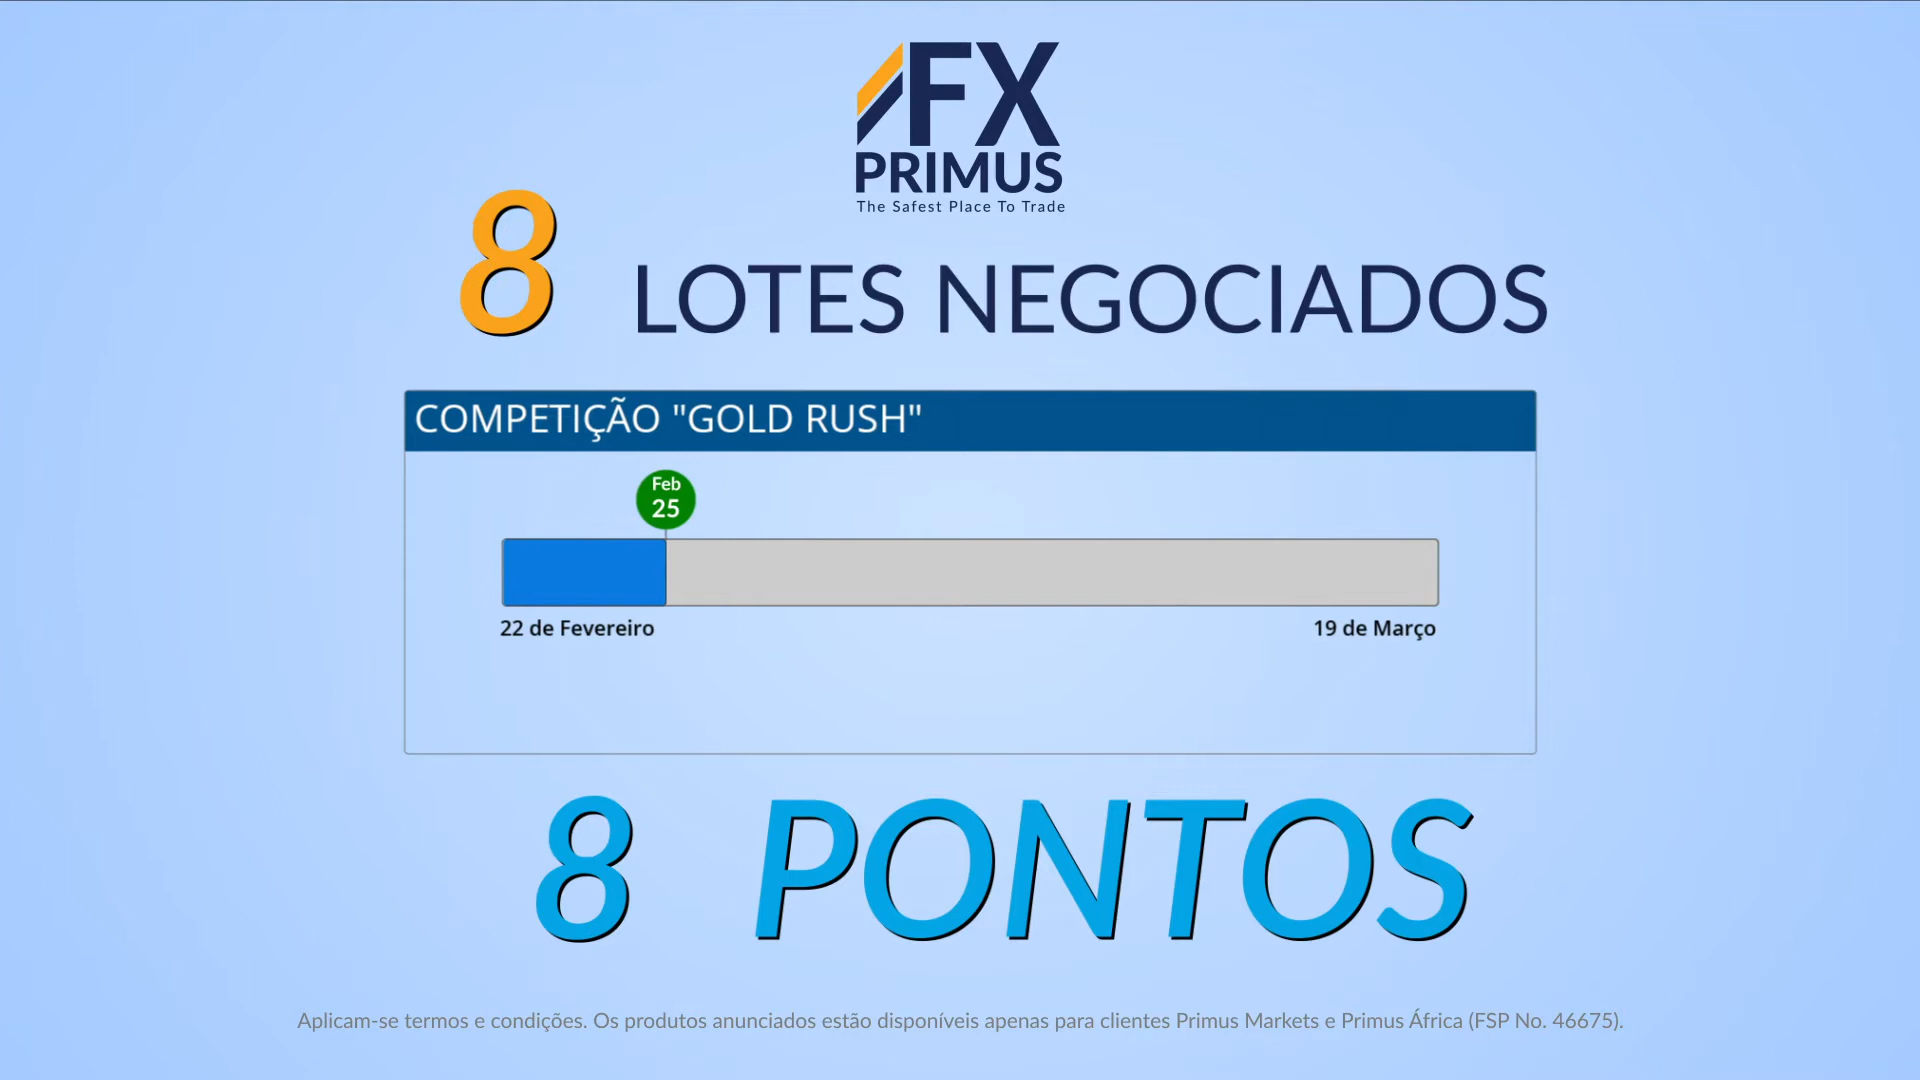 FX
PRIMUS
The Safest Place To Trade
8 LOTES NEGOCIADOS
COMPETIÇÃO "GOLD RUSH"
Feb
25
22 de Fevereiro 19 de Março
8 PONTOS
Aplicam-se termos e condições. Os produtos anunciados estão disponíveis apenas para clientes Primus Markets e Primus África (FSP No. 46675).